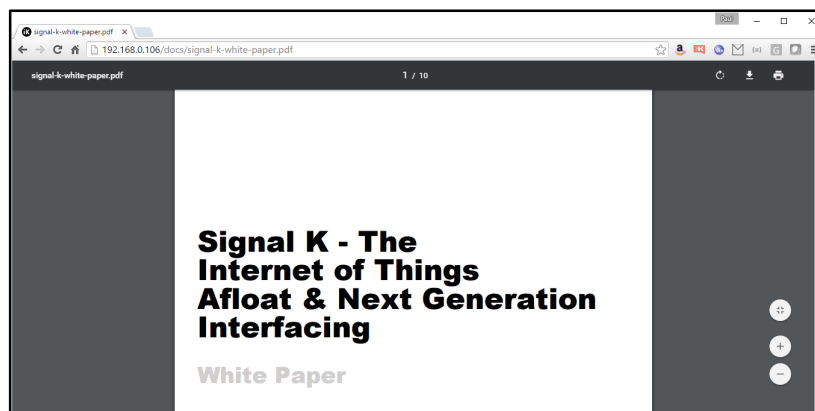 Paul
signal-k-white-paper.pdf
192.168.0.106/docs/signal-k-white-paper.pdf
signal-k-white-paper.pdf
1 / 10
Signal K - The
Internet of Things
Afloat & Next Generation
Interfacing
White Paper